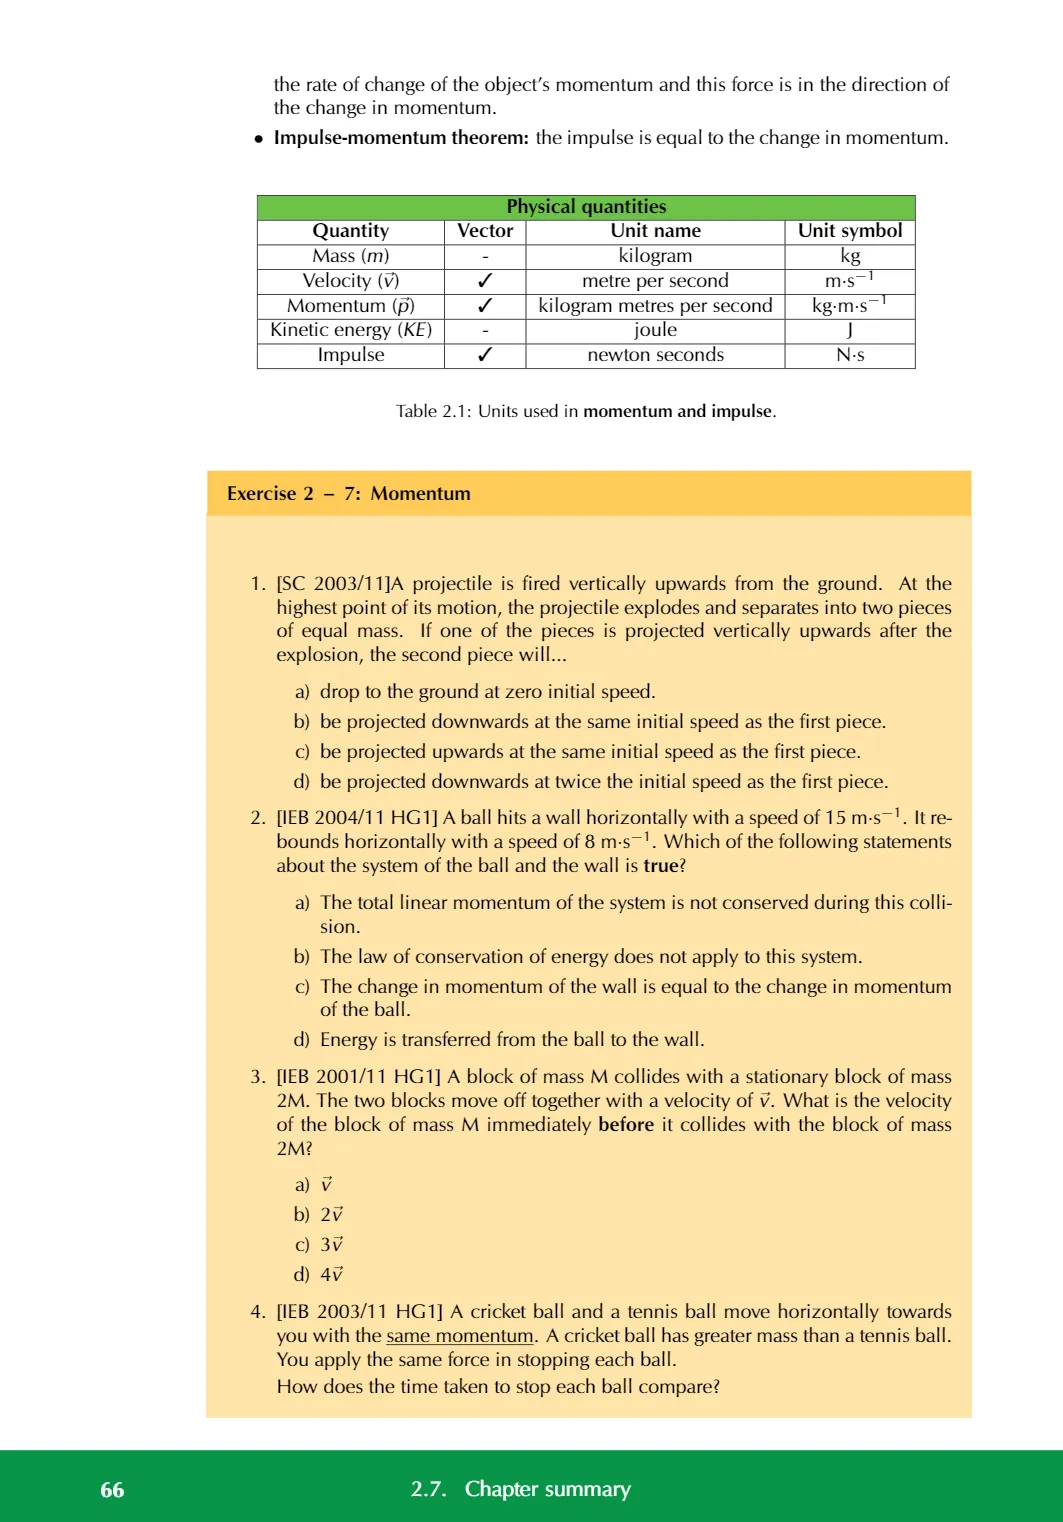 the rate of change of the object’s momentum and this force is in the direction of
the change in momentum.
• Impulse-momentum theorem: the impulse is equal to the change in momentum.
Physical quantities
Quantity Vector Unit name Unit symbol
Mass (m) - kilogram kg
Velocity (v⃗) ✓ metre per second m·s⁻¹
Momentum (p⃗) ✓ kilogram metres per second kg·m·s⁻¹
Kinetic energy (KE) - joule J
Impulse ✓ newton seconds N·s
Table 2.1: Units used in momentum and impulse.
Exercise 2 – 7: Momentum
1. [SC 2003/11]A projectile is fired vertically upwards from the ground. At the
highest point of its motion, the projectile explodes and separates into two pieces
of equal mass. If one of the pieces is projected vertically upwards after the
explosion, the second piece will...
a) drop to the ground at zero initial speed.
b) be projected downwards at the same initial speed as the first piece.
c) be projected upwards at the same initial speed as the first piece.
d) be projected downwards at twice the initial speed as the first piece.
2. [IEB 2004/11 HG1] A ball hits a wall horizontally with a speed of 15 m·s⁻¹. It re-
bounds horizontally with a speed of 8 m·s⁻¹. Which of the following statements
about the system of the ball and the wall is true?
a) The total linear momentum of the system is not conserved during this colli-
sion.
b) The law of conservation of energy does not apply to this system.
c) The change in momentum of the wall is equal to the change in momentum
of the ball.
d) Energy is transferred from the ball to the wall.
3. [IEB 2001/11 HG1] A block of mass M collides with a stationary block of mass
2M. The two blocks move off together with a velocity of v⃗. What is the velocity
of the block of mass M immediately before it collides with the block of mass
2M?
a) v⃗
b) 2v⃗
c) 3v⃗
d) 4v⃗
4. [IEB 2003/11 HG1] A cricket ball and a tennis ball move horizontally towards
you with the same momentum. A cricket ball has greater mass than a tennis ball.
You apply the same force in stopping each ball.
How does the time taken to stop each ball compare?
66 2.7. Chapter summary